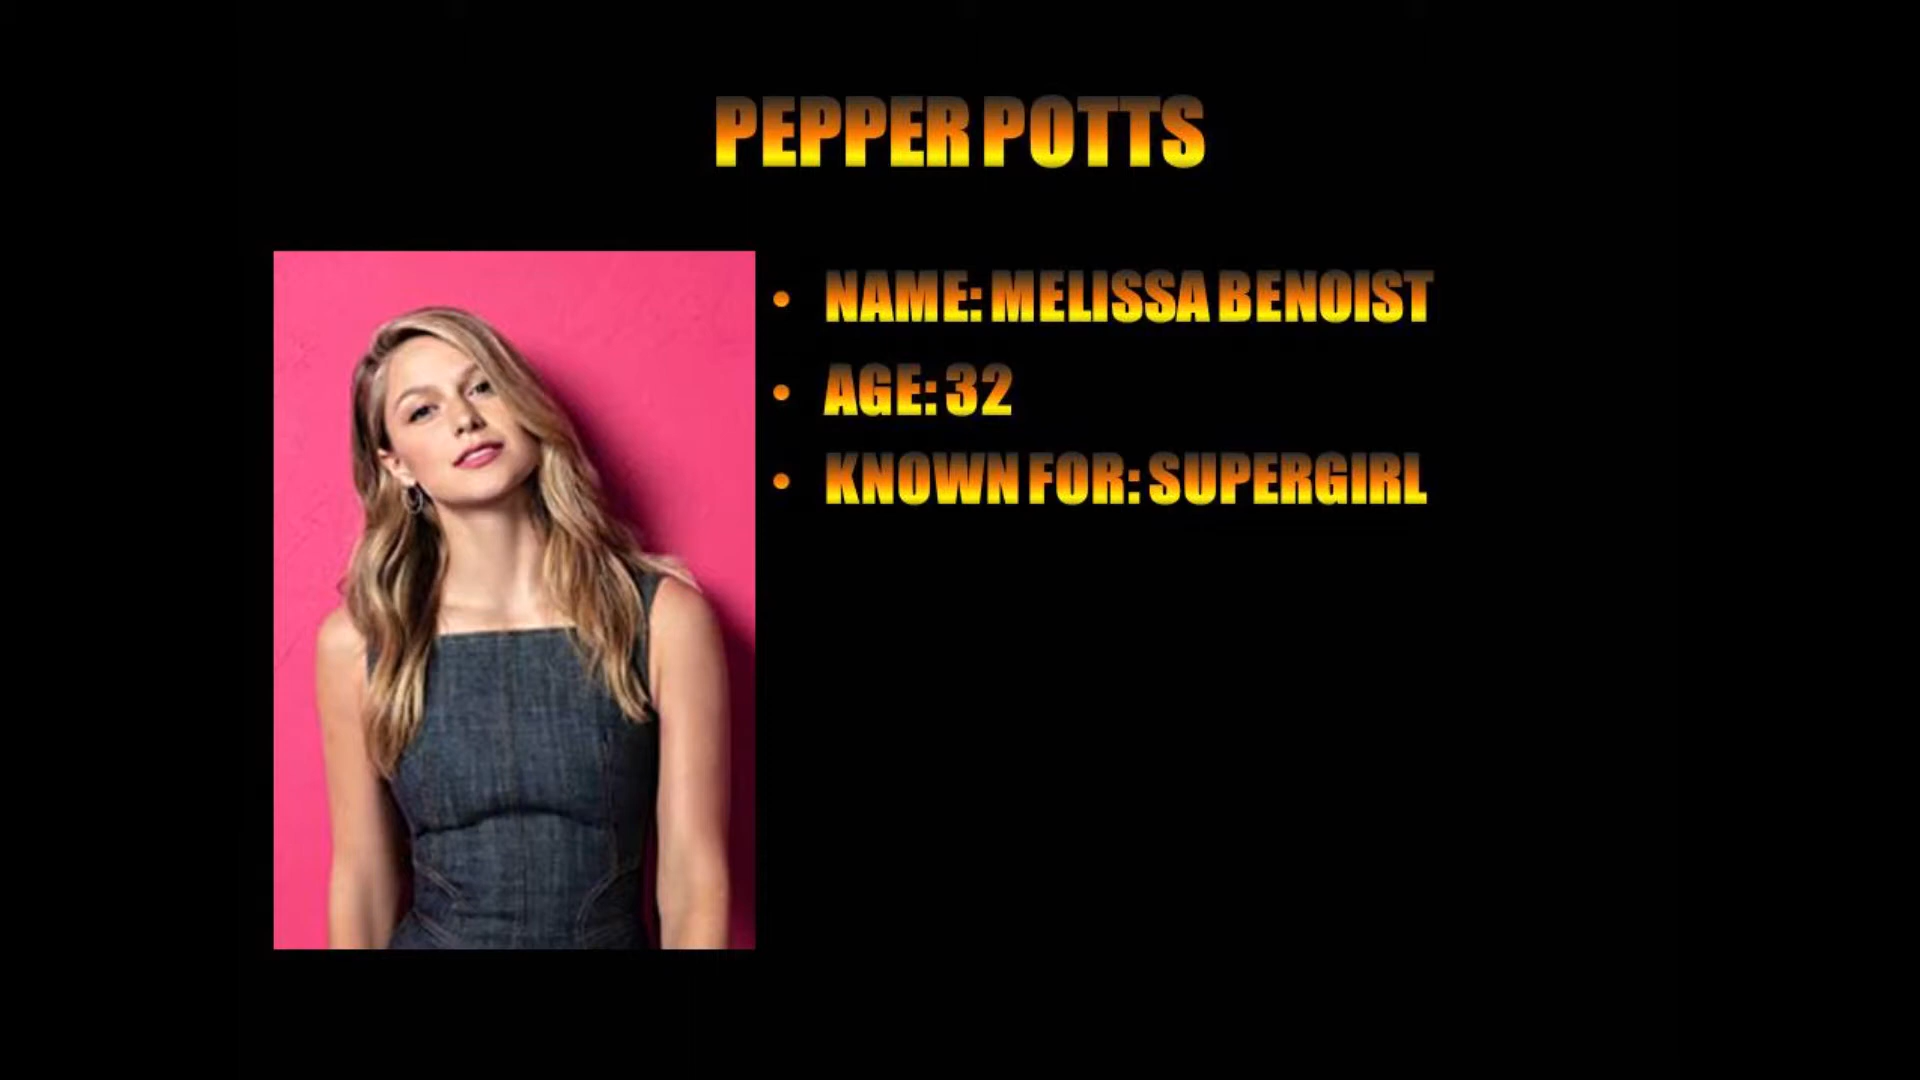 PEPPER POTTS
• NAME: MELISSA BENOIST
• AGE: 32
• KNOWN FOR: SUPERGIRL